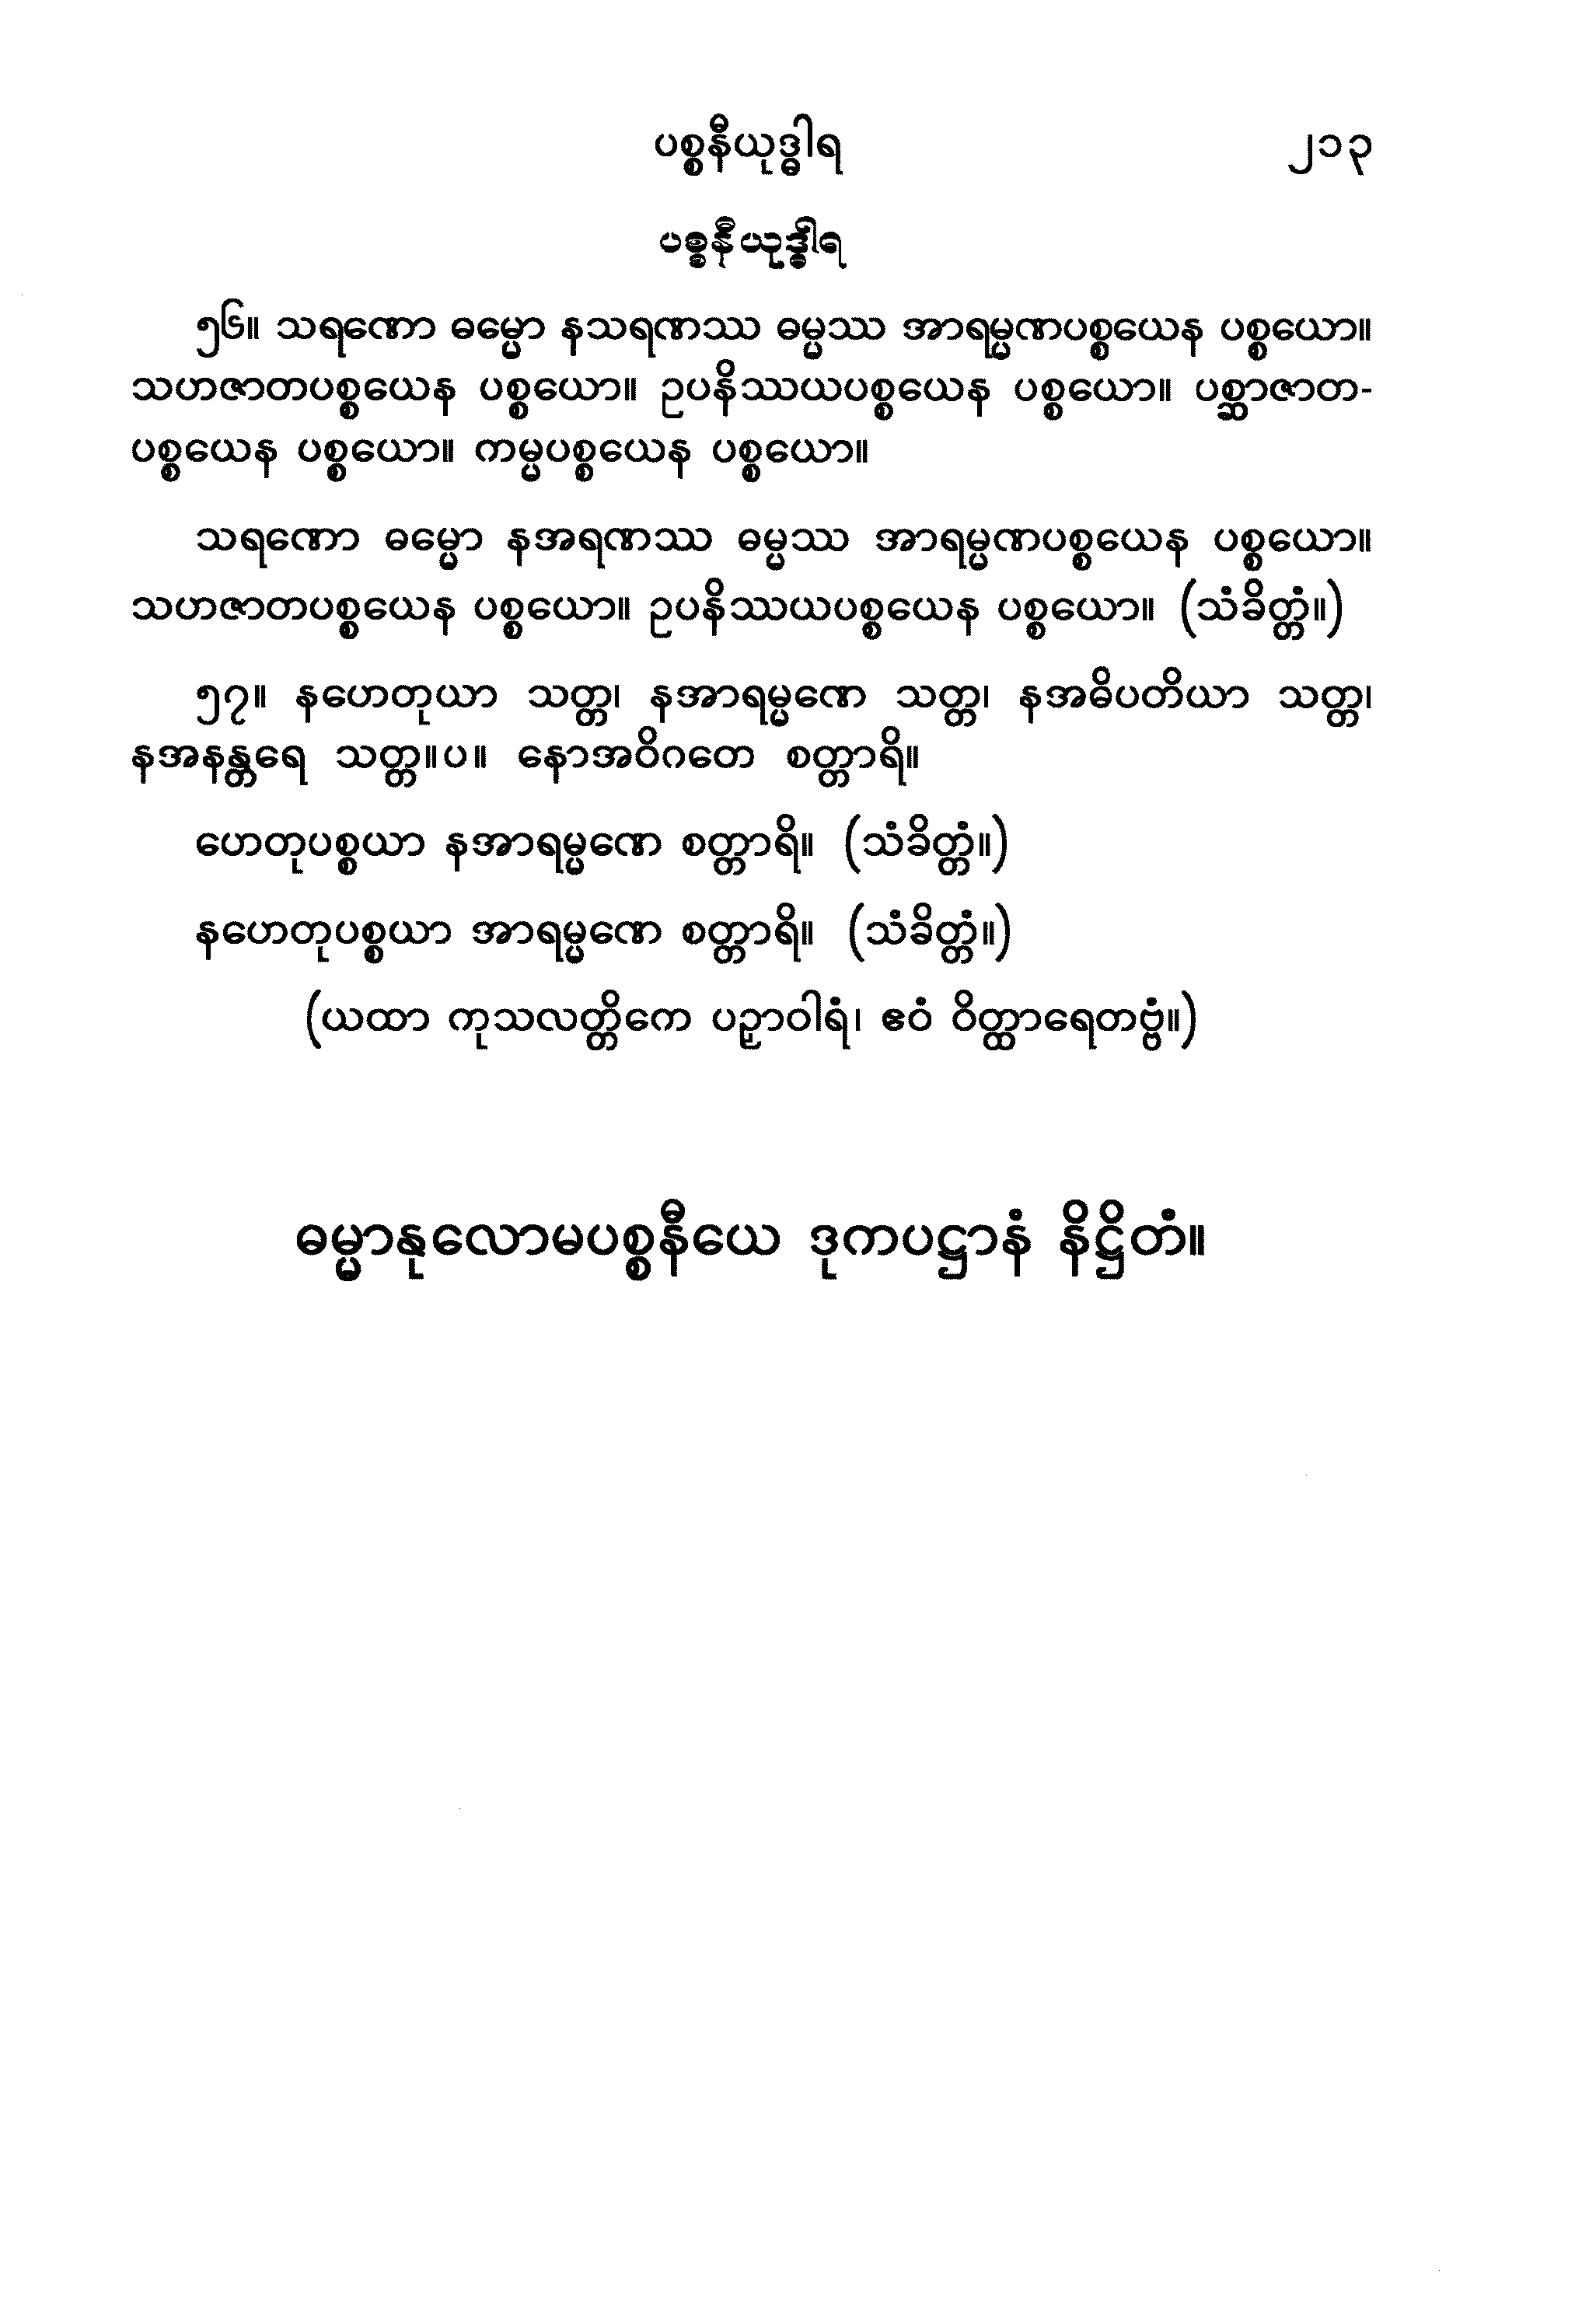 ပစ္စနီယုဒ္ဓါရ ၂၁၃
ပစ္စနီယုဒ္ဓါရ
၅၆။ သရဏော ဓမ္မော နသရဏဿ ဓမ္မဿ အာရမ္မဏပစ္စယေန ပစ္စယော။
သဟဇာတပစ္စယေန ပစ္စယော။ ဥပနိဿယပစ္စယေန ပစ္စယော။ ပစ္ဆာဇာတ-
ပစ္စယေန ပစ္စယော။ ကမ္မပစ္စယေန ပစ္စယော။
သရဏော ဓမ္မော နအရဏဿ ဓမ္မဿ အာရမ္မဏပစ္စယေန ပစ္စယော။
သဟဇာတပစ္စယေန ပစ္စယော။ ဥပနိဿယပစ္စယေန ပစ္စယော။ (သံခိတ္တံ။)
၅၇။ နဟေတုယာ သတ္တ၊ နအာရမ္မဏေ သတ္တ၊ နအဓိပတိယာ သတ္တ၊
နအနန္တရေ သတ္တ။ပ။ နောအဝိဂတေ စတ္တာရိ။
ဟေတုပစ္စယာ နအာရမ္မဏေ စတ္တာရိ။ (သံခိတ္တံ။)
နဟေတုပစ္စယာ အာရမ္မဏေ စတ္တာရိ။ (သံခိတ္တံ။)
(ယထာ ကုသလတ္တိကေ ပဉှာဝါရံ၊ ဧဝံ ဝိတ္ထာရေတဗ္ဗံ။)
ဓမ္မာနုလောမပစ္စနီယေ ဒုကပဋ္ဌာနံ နိဋ္ဌိတံ။